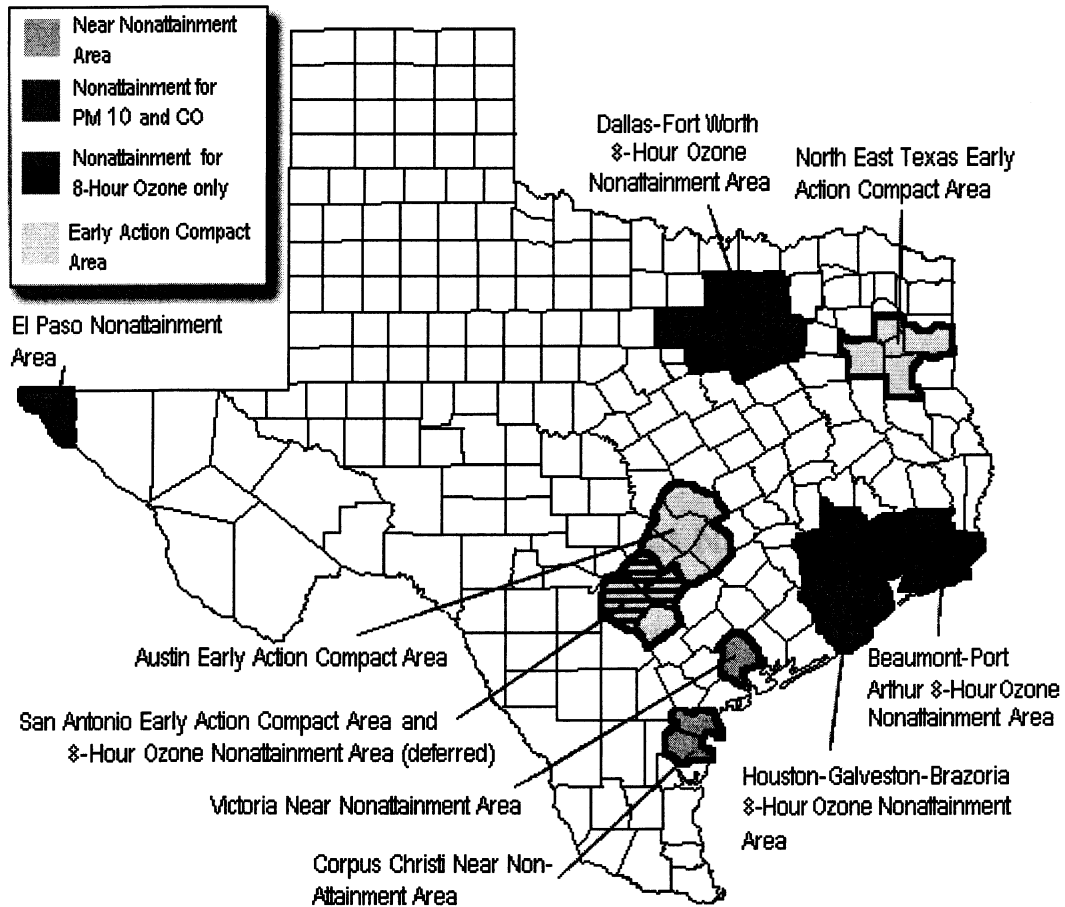 Near Nonattainment
Area
Nonattainment for
PM 10 and CO
Nonattainment for
8-Hour Ozone only
Early Action Compact
Area
El Paso Nonattainment
Area
Dallas-Fort Worth
8-Hour Ozone
Nonattainment Area
North East Texas Early
Action Compact Area
Austin Early Action Compact Area
San Antonio Early Action Compact Area and
8-Hour Ozone Nonattainment Area (deferred)
Victoria Near Nonattainment Area
Corpus Christi Near Non-
Attainment Area
Beaumont-Port
Arthur 8-Hour Ozone
Nonattainment Area
Houston-Galveston-Brazoria
8-Hour Ozone Nonattainment
Area